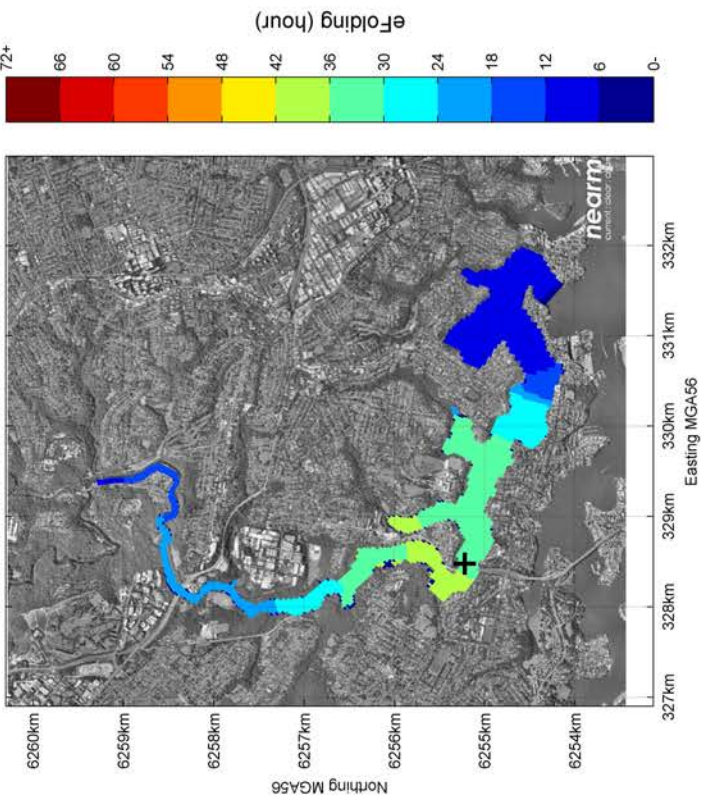 eFolding (hour)
72+
66
60
54
48
42
36
30
24
18
12
6
0-
nearm
6260km
6259km
6258km
6257km
6256km
6255km
6254km
Northing MGA56
327km
328km
329km
330km
331km
332km
Easting MGA56